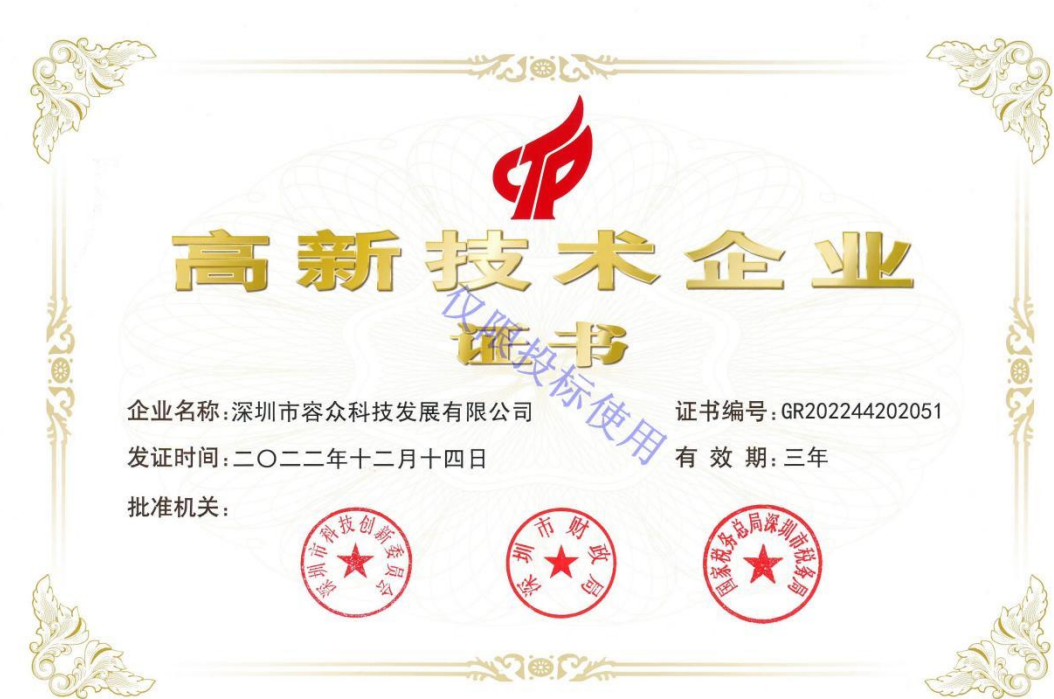 高新技术企业
证书
仅限投标使用
企业名称:深圳市容众科技发展有限公司
证书编号:GR202244202051
发证时间:二〇二二年十二月十四日
有 效 期:三年
批准机关:
深圳市科技创新委员会
深圳市财政局
国家税务总局深圳市税务局